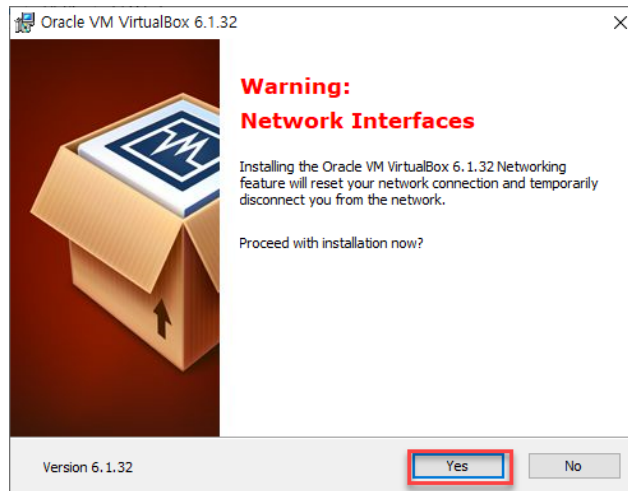 Oracle VM VirtualBox 6.1.32
Warning:
Network Interfaces
Installing the Oracle VM VirtualBox 6.1.32 Networking
feature will reset your network connection and temporarily
disconnect you from the network.
Proceed with installation now?
Version 6.1.32
Yes
No